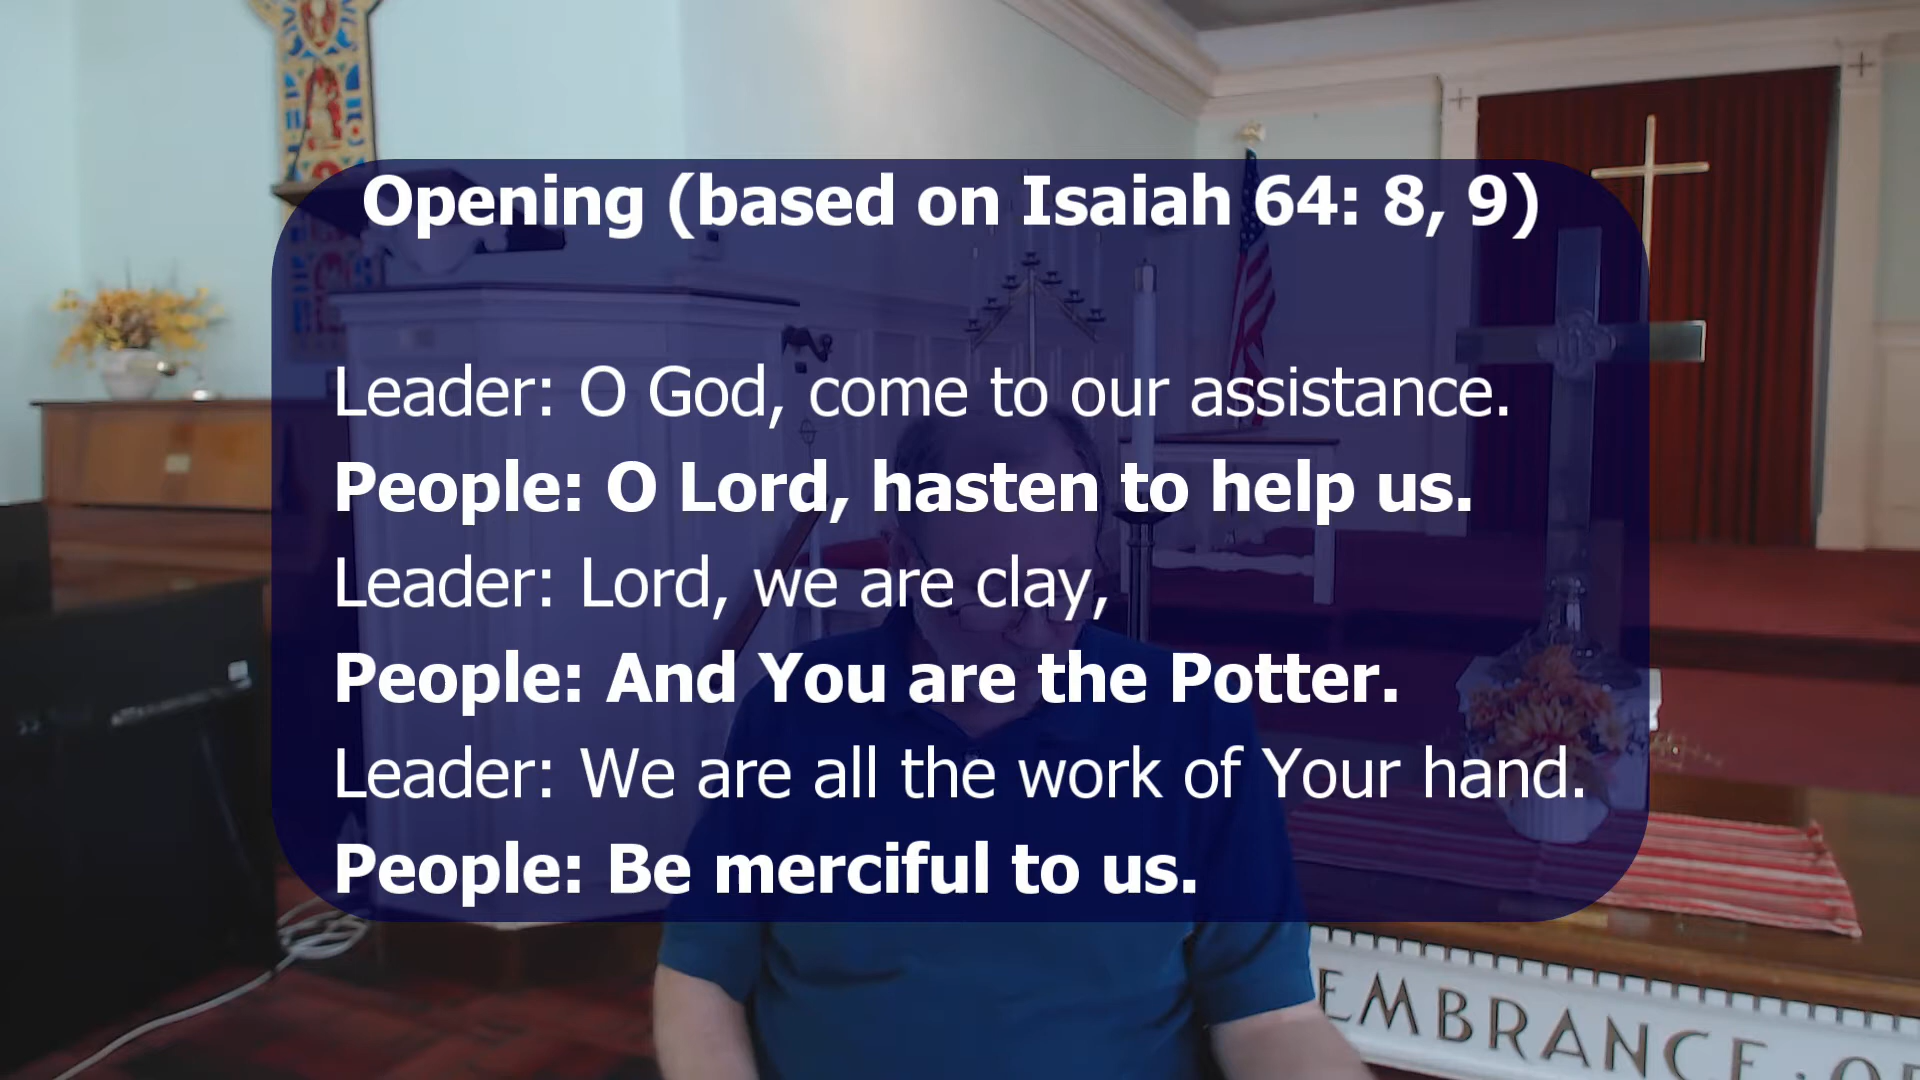 Opening (based on Isaiah 64: 8, 9)
Leader: O God, come to our assistance.
People: O Lord, hasten to help us.
Leader: Lord, we are clay,
People: And You are the Potter.
Leader: We are all the work of Your hand.
People: Be merciful to us.
EMBRANCE · OF